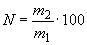 N = m₂/m₁ · 100